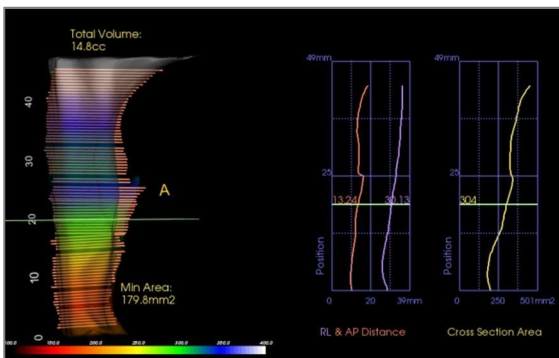 Total Volume:
14.8cc
40
30
20
10
0
A
Min Area:
179.8mm2
100.0 150.0 200.0 250.0 300.0 350.0 400.0
49mm
25
13.24 30.13
Position
20 39mm
RL & AP Distance
49mm
25
304
Position
250 501mm2
Cross Section Area